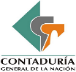 CONTADURÍA
GENERAL DE LA NACIÓN